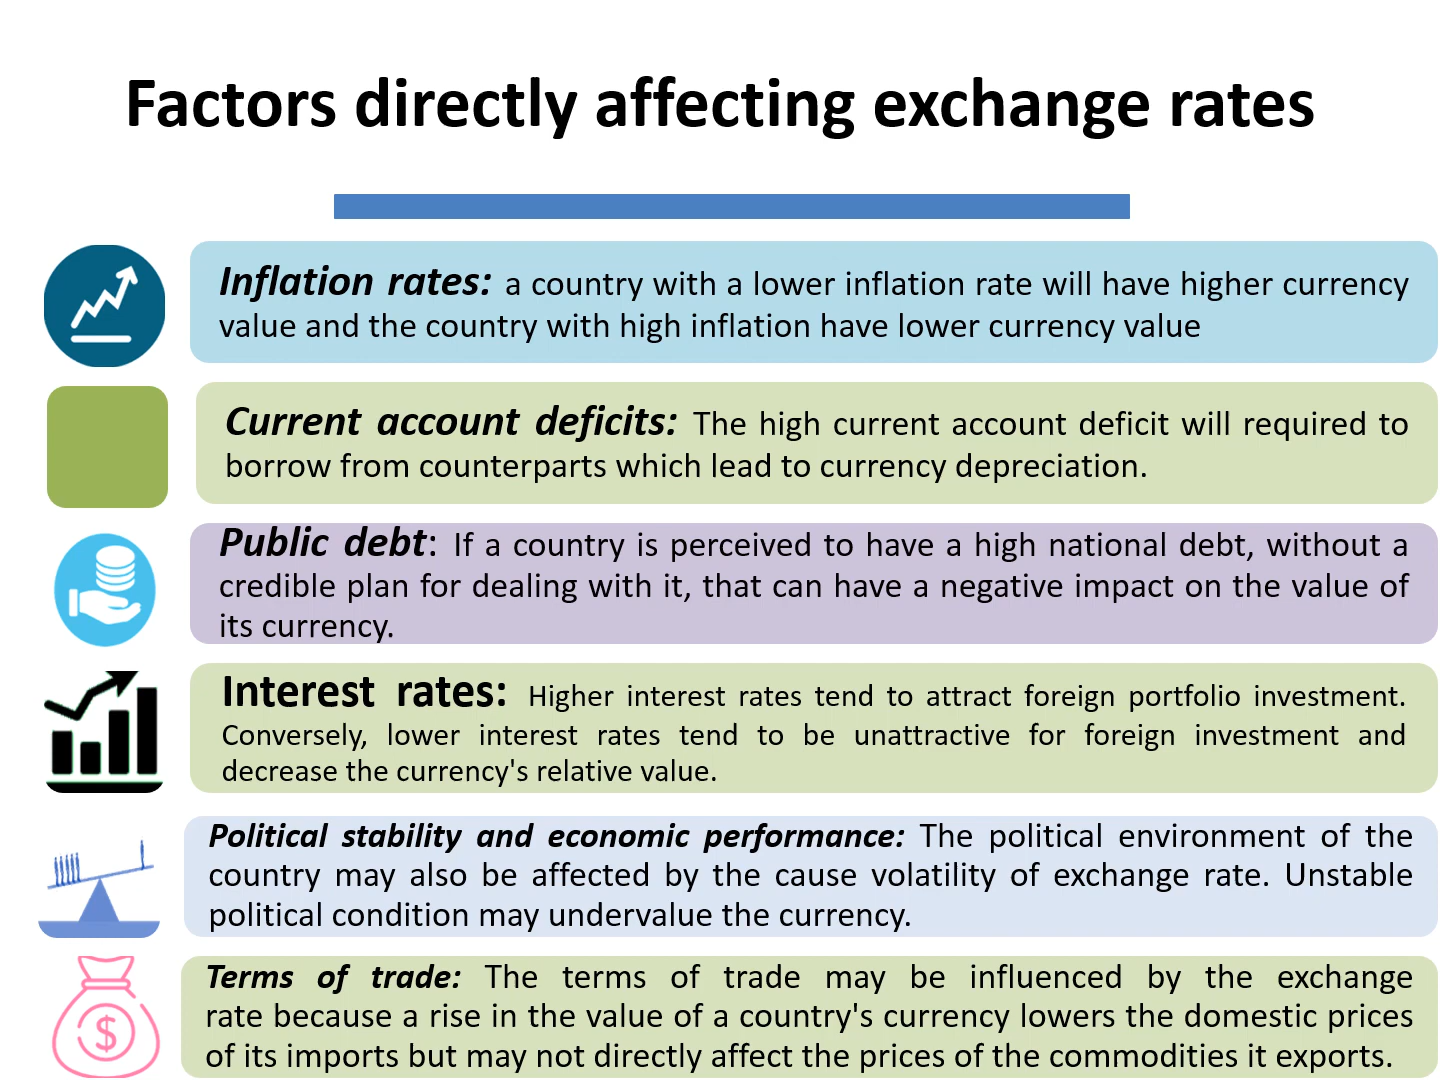 Factors directly affecting exchange rates
Inflation rates: a country with a lower inflation rate will have higher currency
value and the country with high inflation have lower currency value
Current account deficits: The high current account deficit will required to
borrow from counterparts which lead to currency depreciation.
Public debt: If a country is perceived to have a high national debt, without a
credible plan for dealing with it, that can have a negative impact on the value of
its currency.
Interest rates: Higher interest rates tend to attract foreign portfolio investment.
Conversely, lower interest rates tend to be unattractive for foreign investment and
decrease the currency's relative value.
Political stability and economic performance: The political environment of the
country may also be affected by the cause volatility of exchange rate. Unstable
political condition may undervalue the currency.
Terms of trade: The terms of trade may be influenced by the exchange
rate because a rise in the value of a country's currency lowers the domestic prices
of its imports but may not directly affect the prices of the commodities it exports.
$